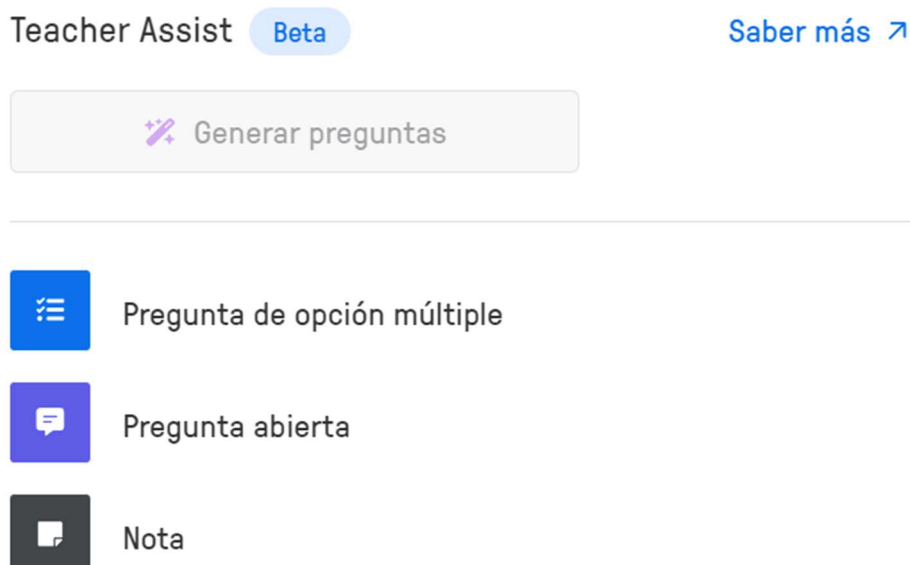 Teacher Assist Beta Saber más ↗
Generar preguntas
Pregunta de opción múltiple
Pregunta abierta
Nota